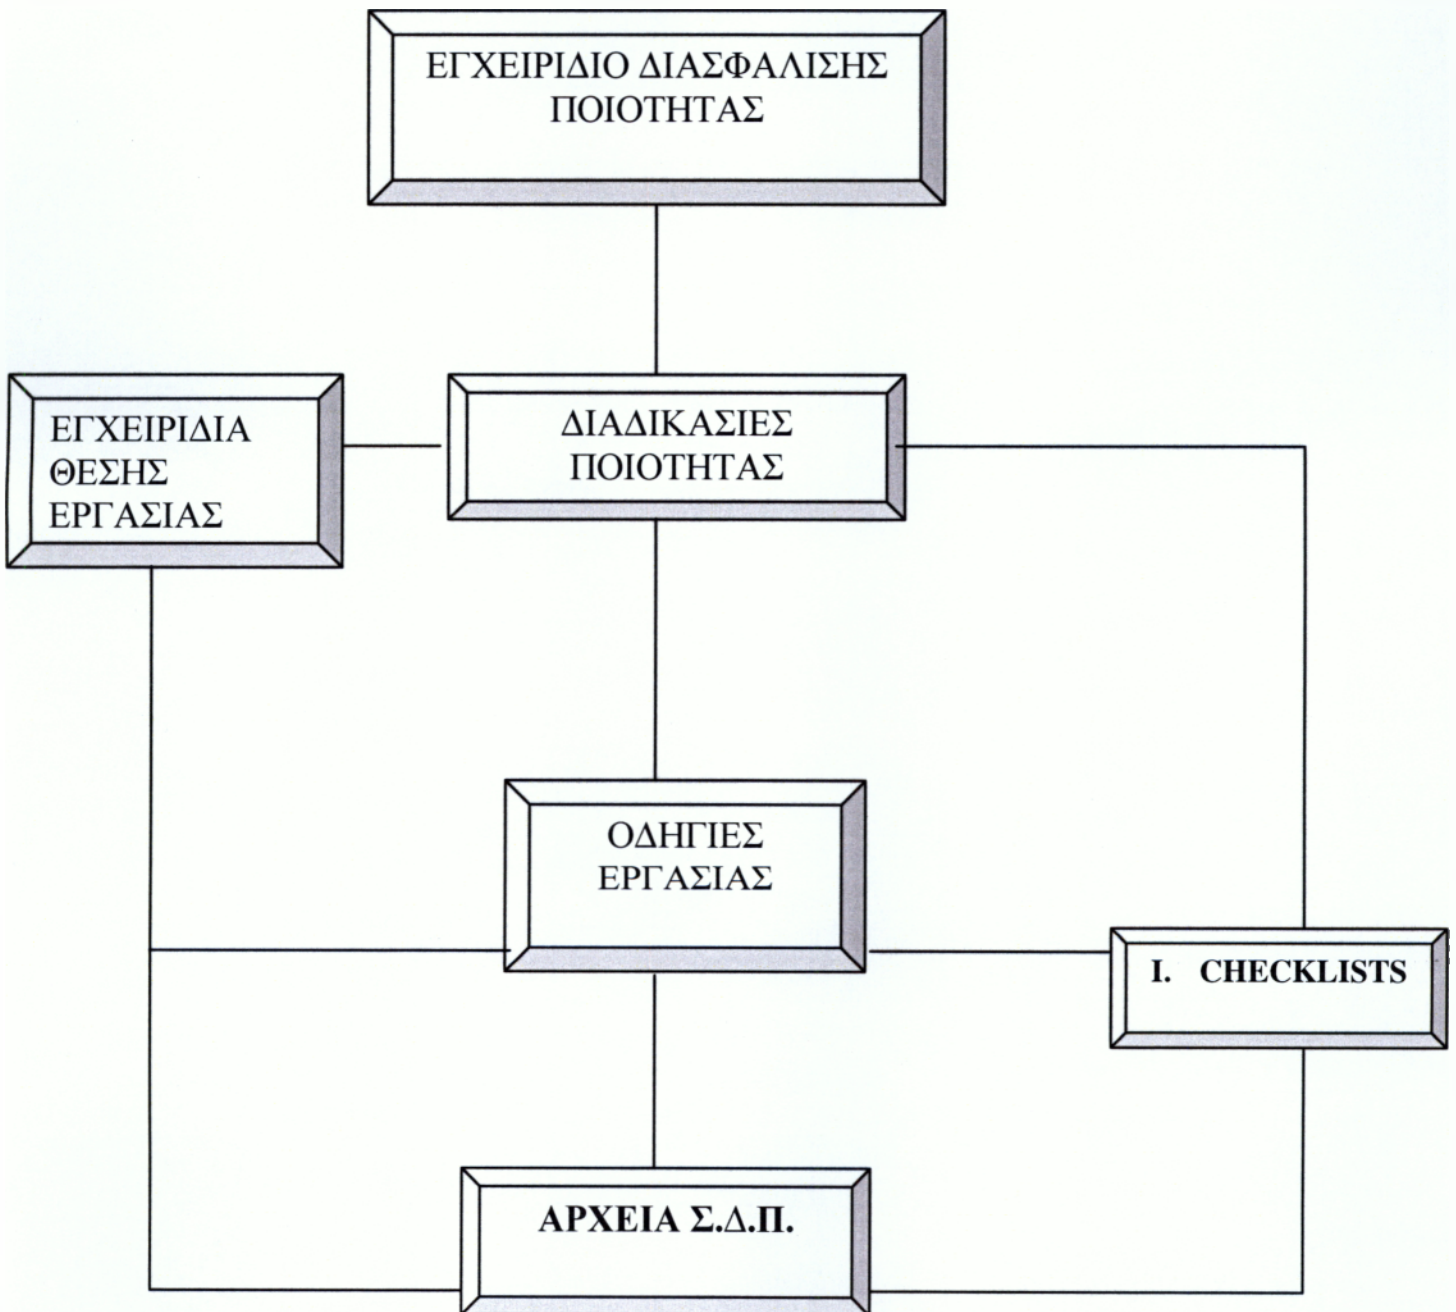 ΕΓΧΕΙΡΙΔΙΟ ΔΙΑΣΦΑΛΙΣΗΣ
ΠΟΙΟΤΗΤΑΣ
ΕΓΧΕΙΡΙΔΙΑ
ΘΕΣΗΣ
ΕΡΓΑΣΙΑΣ
ΔΙΑΔΙΚΑΣΙΕΣ
ΠΟΙΟΤΗΤΑΣ
ΟΔΗΓΙΕΣ
ΕΡΓΑΣΙΑΣ
I. CHECKLISTS
ΑΡΧΕΙΑ Σ.Δ.Π.